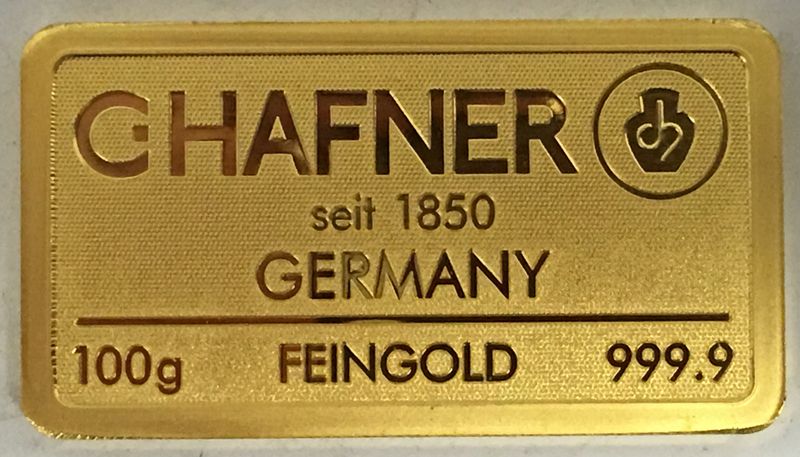 C·HAFNER
seit 1850
GERMANY
100g FEINGOLD 999.9